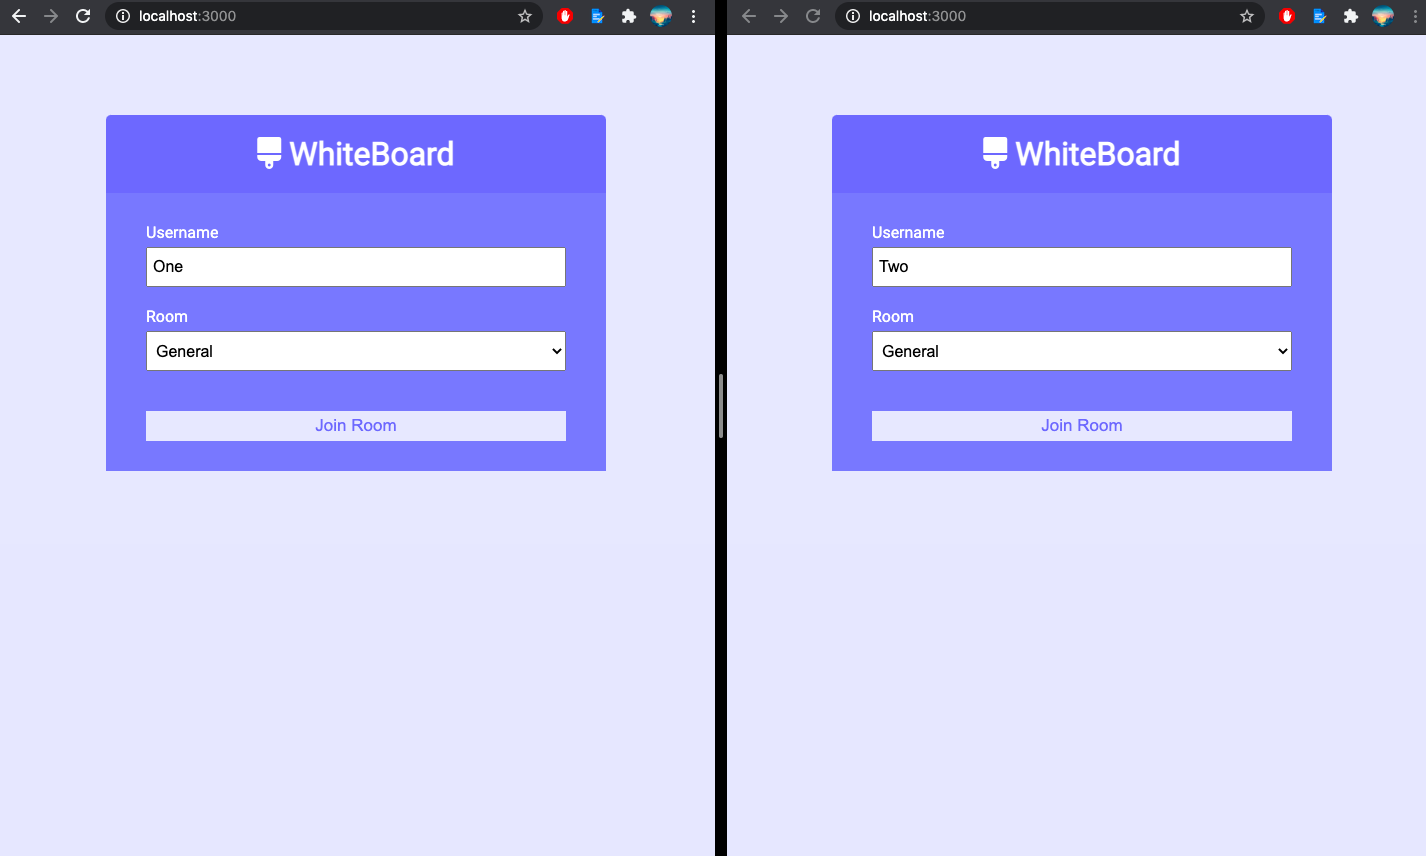 localhost:3000
WhiteBoard
Username
One
Room
General
Join Room
localhost:3000
WhiteBoard
Username
Two
Room
General
Join Room